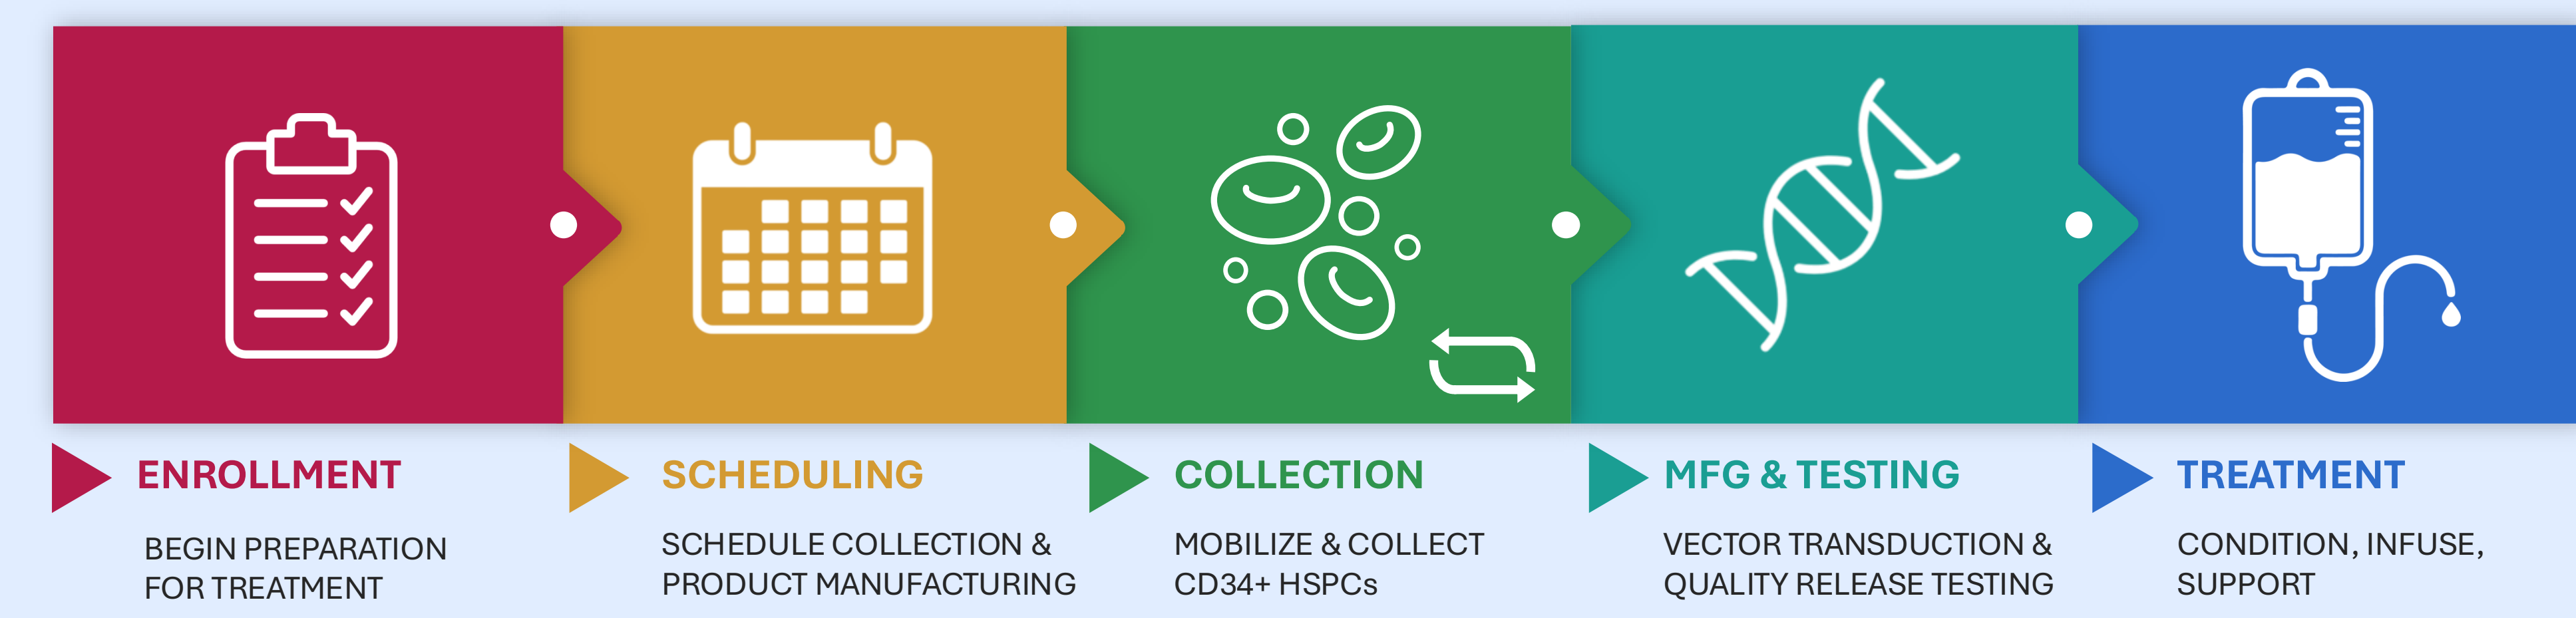 ENROLLMENT
BEGIN PREPARATION
FOR TREATMENT
SCHEDULING
SCHEDULE COLLECTION &
PRODUCT MANUFACTURING
COLLECTION
MOBILIZE & COLLECT
CD34+ HSPCs
MFG & TESTING
VECTOR TRANSDUCTION &
QUALITY RELEASE TESTING
TREATMENT
CONDITION, INFUSE,
SUPPORT